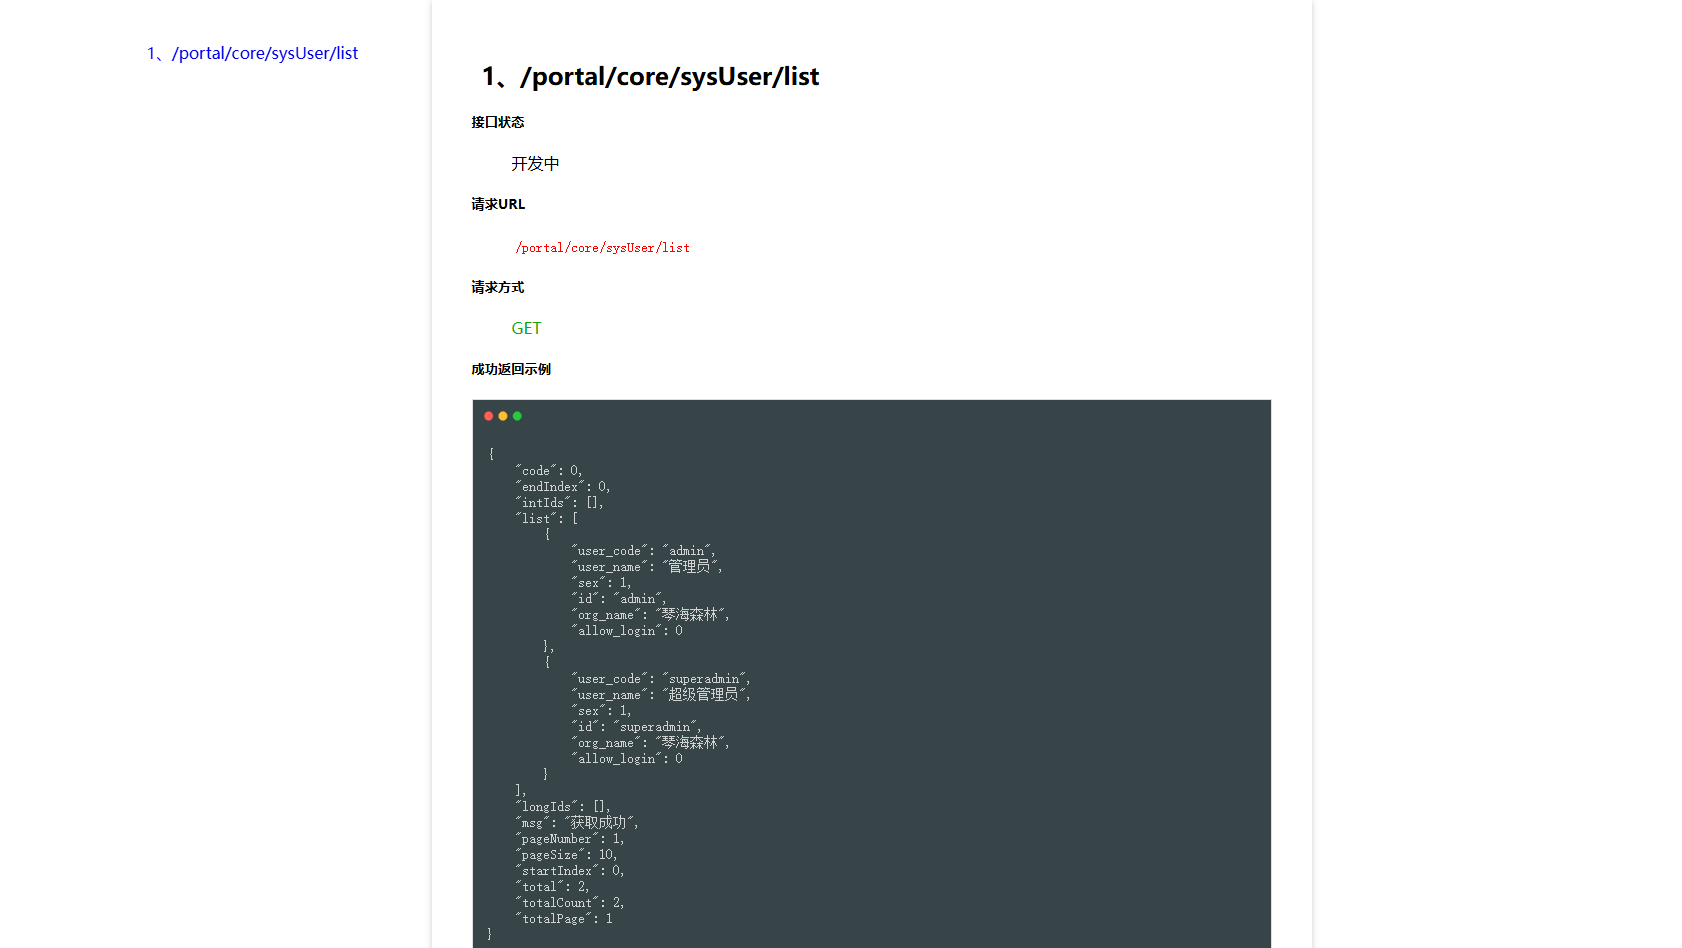 1、/portal/core/sysUser/list
1、/portal/core/sysUser/list
接口状态
开发中
请求URL
/portal/core/sysUser/list
请求方式
GET
成功返回示例
{
    "code": 0,
    "endIndex": 0,
    "intIds": [],
    "list": [
        {
            "user_code": "admin",
            "user_name": "管理员",
            "sex": 1,
            "id": "admin",
            "org_name": "琴海森林",
            "allow_login": 0
        },
        {
            "user_code": "superadmin",
            "user_name": "超级管理员",
            "sex": 1,
            "id": "superadmin",
            "org_name": "琴海森林",
            "allow_login": 0
        }
    ],
    "longIds": [],
    "msg": "获取成功",
    "pageNumber": 1,
    "pageSize": 10,
    "startIndex": 0,
    "total": 2,
    "totalCount": 2,
    "totalPage": 1
}